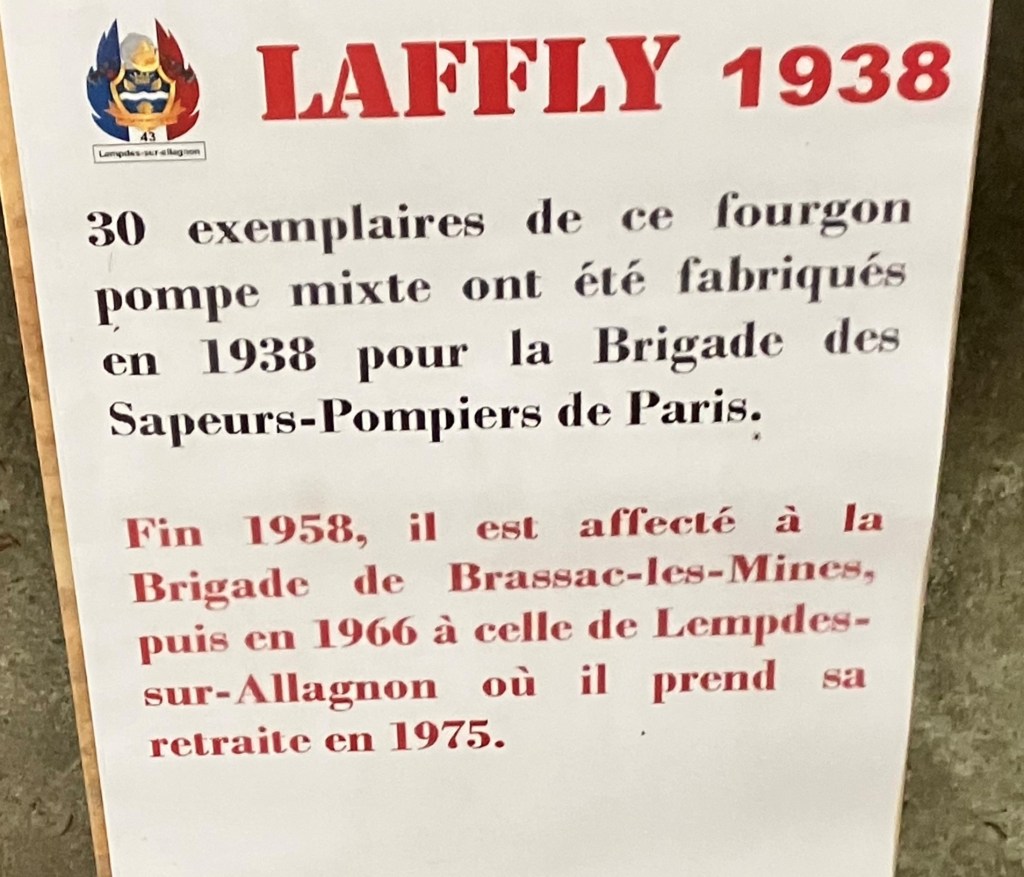 LAFFLY 1938
43
Lempdes-sur-allagnon
30 exemplaires de ce fourgon
pompe mixte ont été fabriqués
en 1938 pour la Brigade des
Sapeurs-Pompiers de Paris.
Fin 1958, il est affecté à la
Brigade de Brassac-les-Mines,
puis en 1966 à celle de Lempdes-
sur-Allagnon où il prend sa
retraite en 1975.